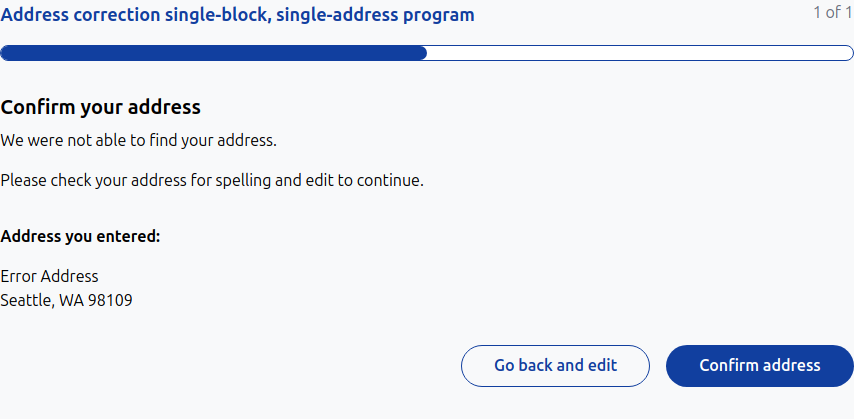 Address correction single-block, single-address program
1 of 1
Confirm your address
We were not able to find your address.
Please check your address for spelling and edit to continue.
Address you entered:
Error Address
Seattle, WA 98109
Go back and edit
Confirm address